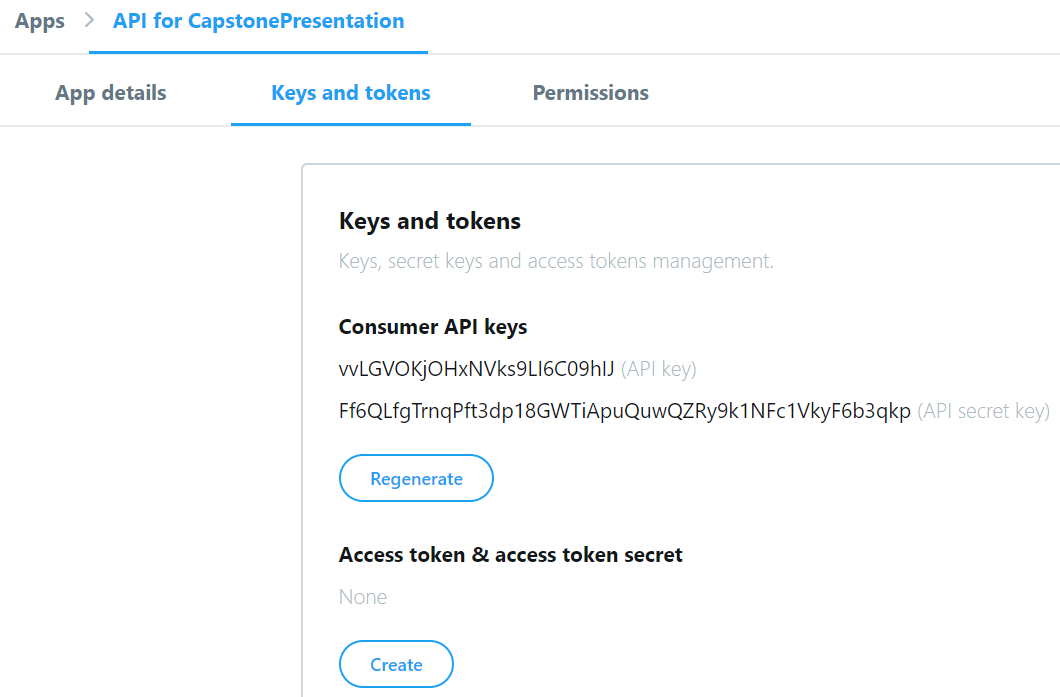 Apps > API for CapstonePresentation
App details Keys and tokens Permissions
Keys and tokens
Keys, secret keys and access tokens management.
Consumer API keys
vvLGVOKjOHxNVks9LI6C09hIJ (API key)
Ff6QLfgTrnqPft3dp18GWTiApuQuwQZRy9k1NFc1VkyF6b3qkp (API secret key)
Regenerate
Access token & access token secret
None
Create